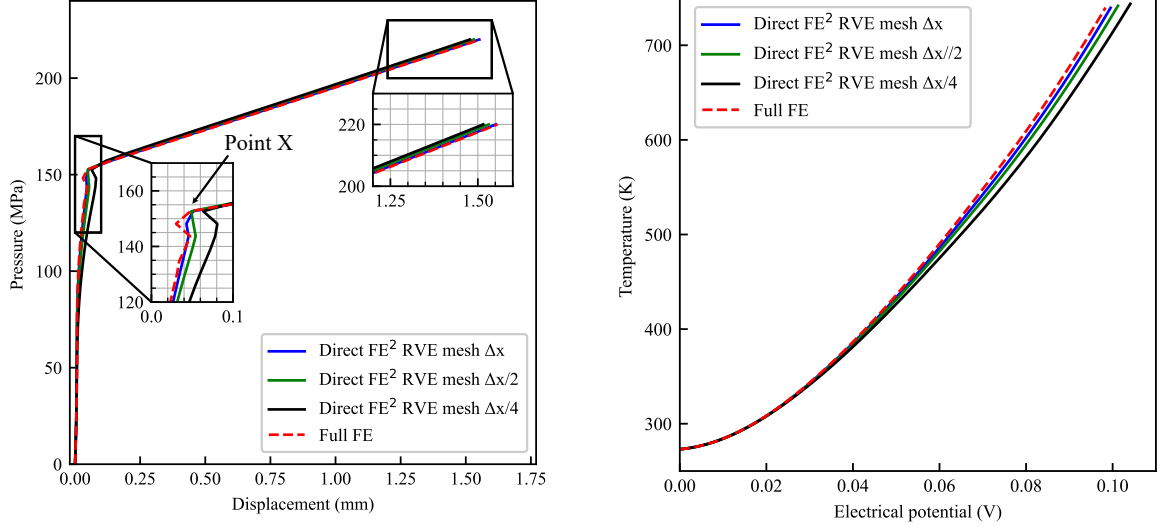 200
150
100
50
0
Pressure (MPa)
0.00
0.25
0.50
0.75
1.00
1.25
1.50
1.75
Displacement (mm)
Point X
160
140
120
0.0
0.1
220
200
1.25
1.50
Direct FE² RVE mesh Δx
Direct FE² RVE mesh Δx/2
Direct FE² RVE mesh Δx/4
Full FE
700
600
500
400
300
Temperature (K)
0.00
0.02
0.04
0.06
0.08
0.10
Electrical potential (V)
Direct FE² RVE mesh Δx
Direct FE² RVE mesh Δx//2
Direct FE² RVE mesh Δx/4
Full FE